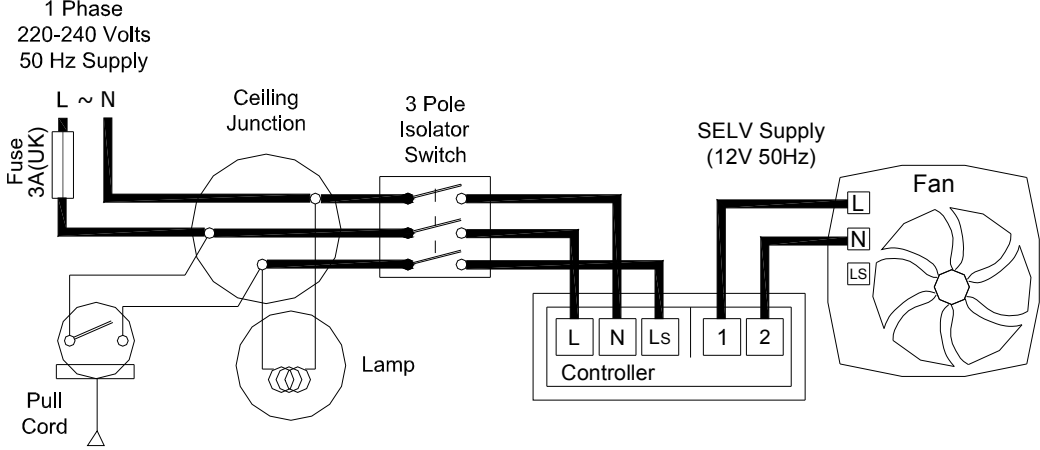 1 Phase
220-240 Volts
50 Hz Supply
L ~ N
Fuse
3A(UK)
Ceiling
Junction
3 Pole
Isolator
Switch
SELV Supply
(12V 50Hz)
Fan
L
N
LS
L N LS 1 2
Controller
Lamp
Pull
Cord